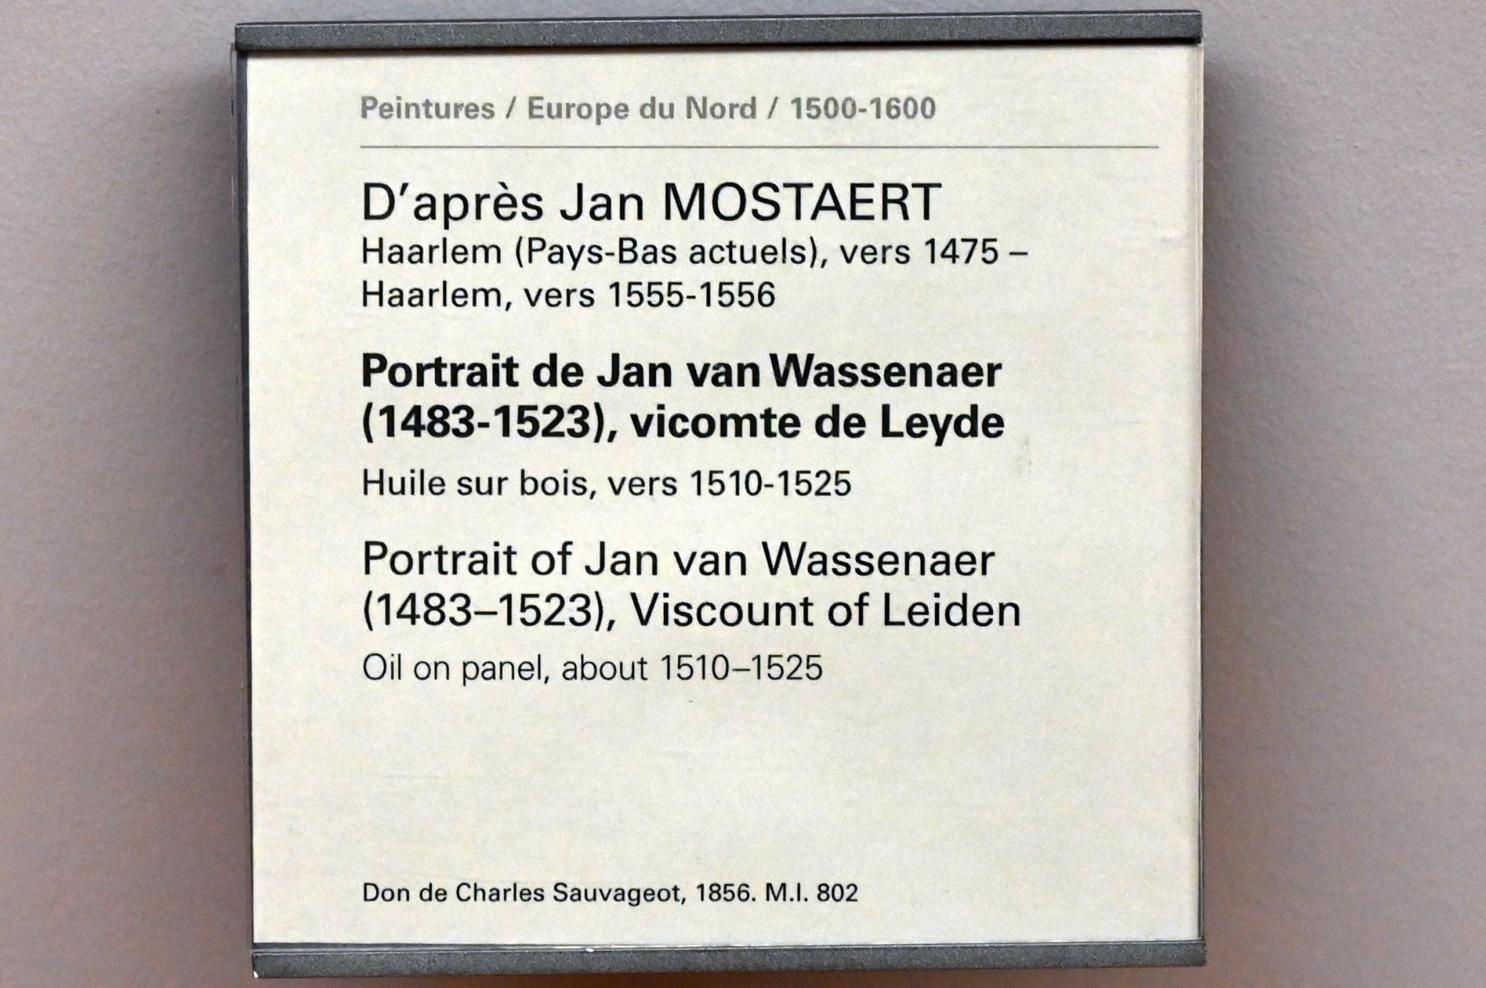 Peintures / Europe du Nord / 1500-1600
D'après Jan MOSTAERT
Haarlem (Pays-Bas actuels), vers 1475 –
Haarlem, vers 1555-1556
Portrait de Jan van Wassenaer
(1483-1523), vicomte de Leyde
Huile sur bois, vers 1510-1525
Portrait of Jan van Wassenaer
(1483–1523), Viscount of Leiden
Oil on panel, about 1510–1525
Don de Charles Sauvageot, 1856. M.I. 802